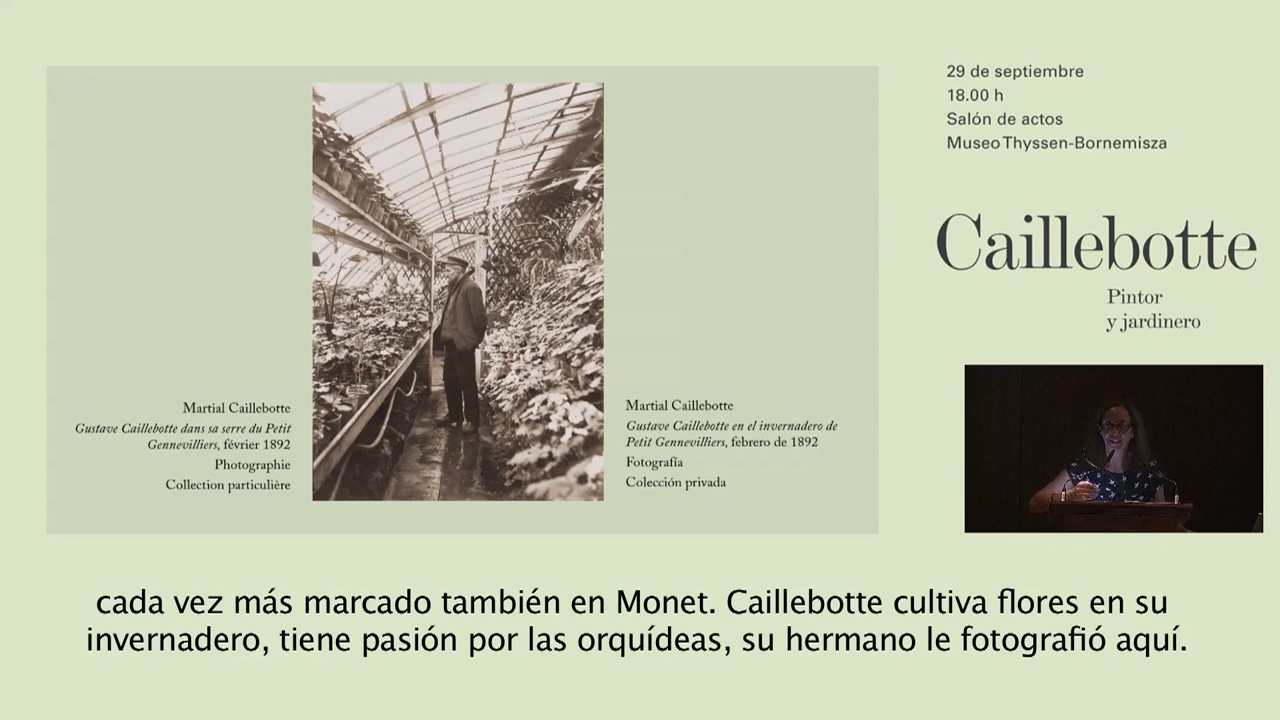 29 de septiembre
18.00 h
Salón de actos
Museo Thyssen-Bornemisza
Caillebotte
Pintor
y jardinero
Martial Caillebotte
Gustave Caillebotte dans sa serre du Petit
Gennevilliers, février 1892
Photographie
Collection particulière
Martial Caillebotte
Gustave Caillebotte en el invernadero de
Petit Gennevilliers, febrero de 1892
Fotografía
Colección privada
cada vez más marcado también en Monet. Caillebotte cultiva flores en su
invernadero, tiene pasión por las orquídeas, su hermano le fotografió aquí.